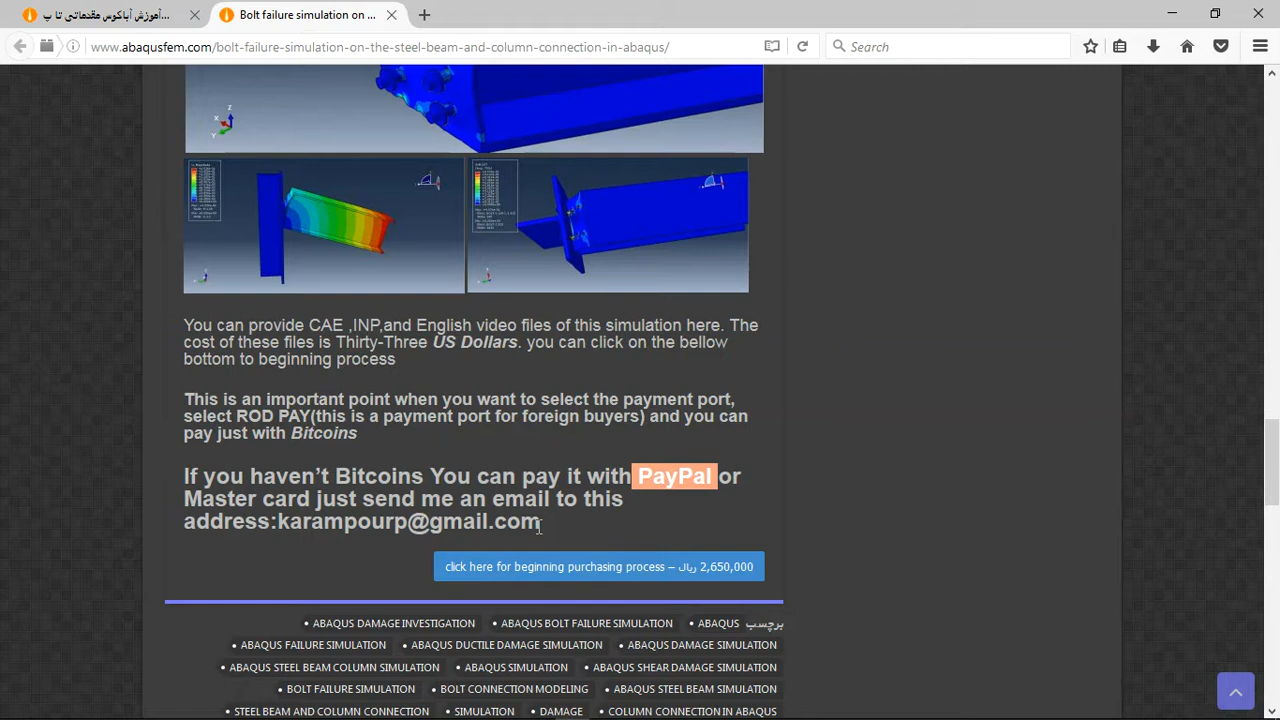 آموزش آباکوس مقدماتی تا پ...
Bolt failure simulation on ...
www.abaqusfem.com/bolt-failure-simulation-on-the-steel-beam-and-column-connection-in-abaqus/
Search
You can provide CAE ,INP,and English video files of this simulation here. The
cost of these files is Thirty-Three US Dollars. you can click on the bellow
bottom to beginning process
This is an important point when you want to select the payment port,
select ROD PAY(this is a payment port for foreign buyers) and you can
pay just with Bitcoins
If you haven’t Bitcoins You can pay it with PayPal or
Master card just send me an email to this
address:karampourp@gmail.com
click here for beginning purchasing process – 2,650,000 ریال
• ABAQUS DAMAGE INVESTIGATION • ABAQUS BOLT FAILURE SIMULATION • ABAQUS برچسب
• ABAQUS FAILURE SIMULATION • ABAQUS DUCTILE DAMAGE SIMULATION • ABAQUS DAMAGE SIMULATION
• ABAQUS STEEL BEAM COLUMN SIMULATION • ABAQUS SIMULATION • ABAQUS SHEAR DAMAGE SIMULATION
• BOLT FAILURE SIMULATION • BOLT CONNECTION MODELING • ABAQUS STEEL BEAM SIMULATION
• STEEL BEAM AND COLUMN CONNECTION • SIMULATION • DAMAGE • COLUMN CONNECTION IN ABAQUS